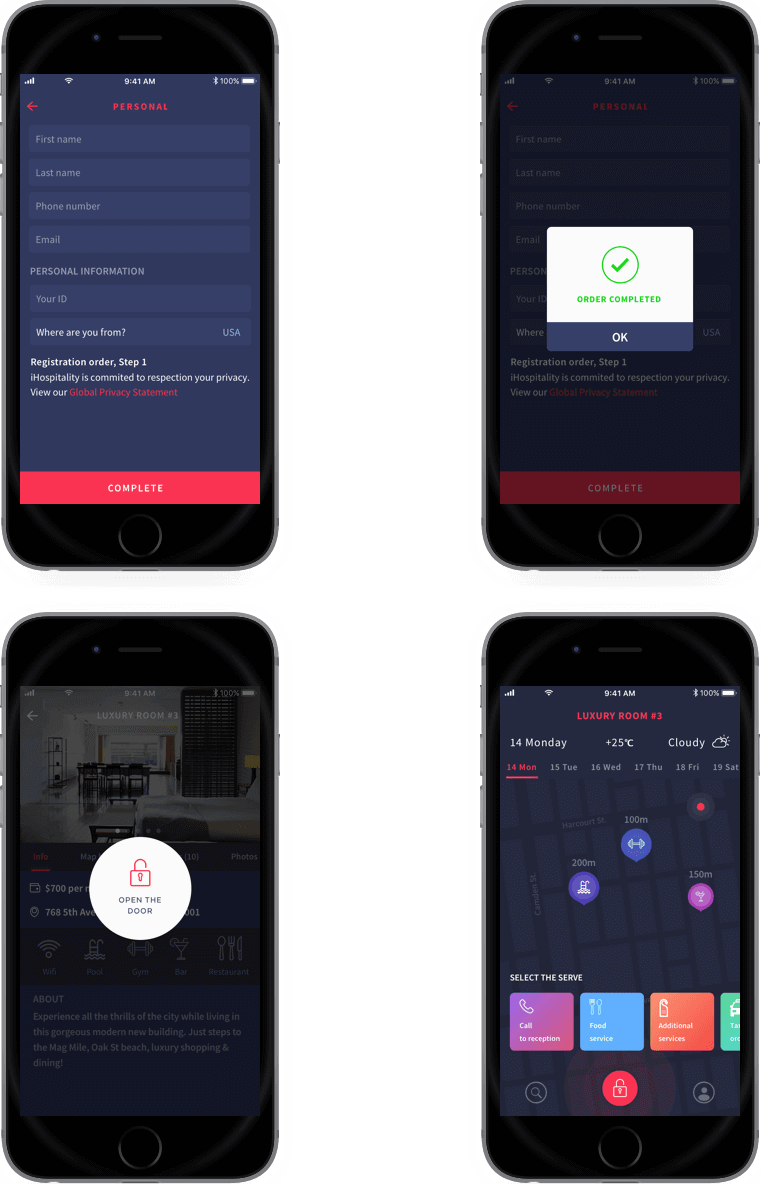 9:41 AM
100%
PERSONAL
First name
Last name
Phone number
Email
PERSONAL INFORMATION
Your ID
Where are you from? USA
Registration order, Step 1
iHospitality is commited to respection your privacy.
View our Global Privacy Statement
COMPLETE
9:41 AM
100%
PERSONAL
First name
Last name
Phone number
Email
ORDER COMPLETED
PERSON
Your ID
OK
Where
USA
Registration order, Step 1
iHospitality is commited to respection your privacy.
View our Global Privacy Statement
COMPLETE
9:41 AM
100%
LUXURY ROOM #3
Info
Map
(10)
Photos
$700 per
OPEN THE
DOOR
768 5th Ave
001
Wifi
Pool
Gym
Bar
Restaurant
ABOUT
Experience all the thrills of the city while living in
this gorgeous modern new building. Just steps to
the Mag Mile, Oak St beach, luxury shopping &
dining!
9:41 AM
100%
LUXURY ROOM #3
14 Monday
+25℃
Cloudy
14 Mon
15 Tue
16 Wed
17 Thu
18 Fri
19 Sat
Harcourt St.
100m
200m
150m
Camden St.
SELECT THE SERVE
Call
to reception
Food
service
Additional
services